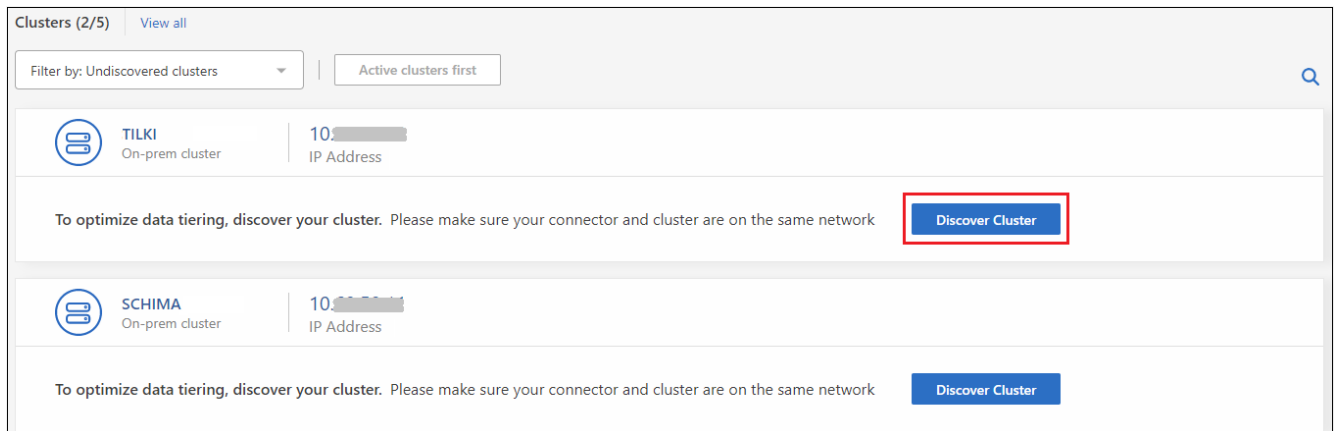 Clusters (2/5) View all
Filter by: Undiscovered clusters Active clusters first
TILKI 10.
On-prem cluster IP Address
To optimize data tiering, discover your cluster. Please make sure your connector and cluster are on the same network Discover Cluster
SCHIMA 10.
On-prem cluster IP Address
To optimize data tiering, discover your cluster. Please make sure your connector and cluster are on the same network Discover Cluster